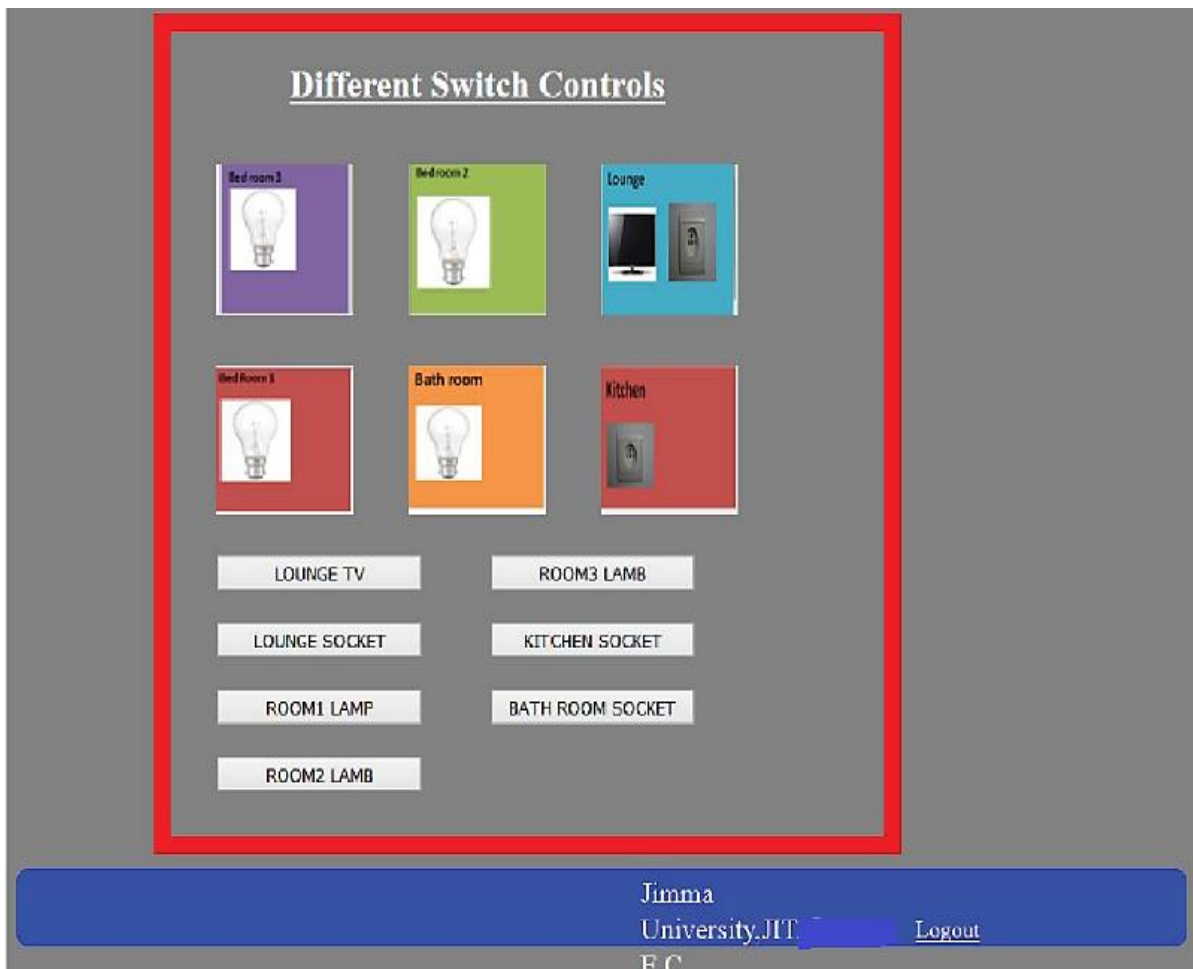 Different Switch Controls
Bed room 3
Bed room 2
Lounge
Bed Room 1
Bath room
Kitchen
LOUNGE TV
ROOM3 LAMB
LOUNGE SOCKET
KITCHEN SOCKET
ROOM1 LAMP
BATH ROOM SOCKET
ROOM2 LAMB
Jimma
University,JIT
Logout
E.C